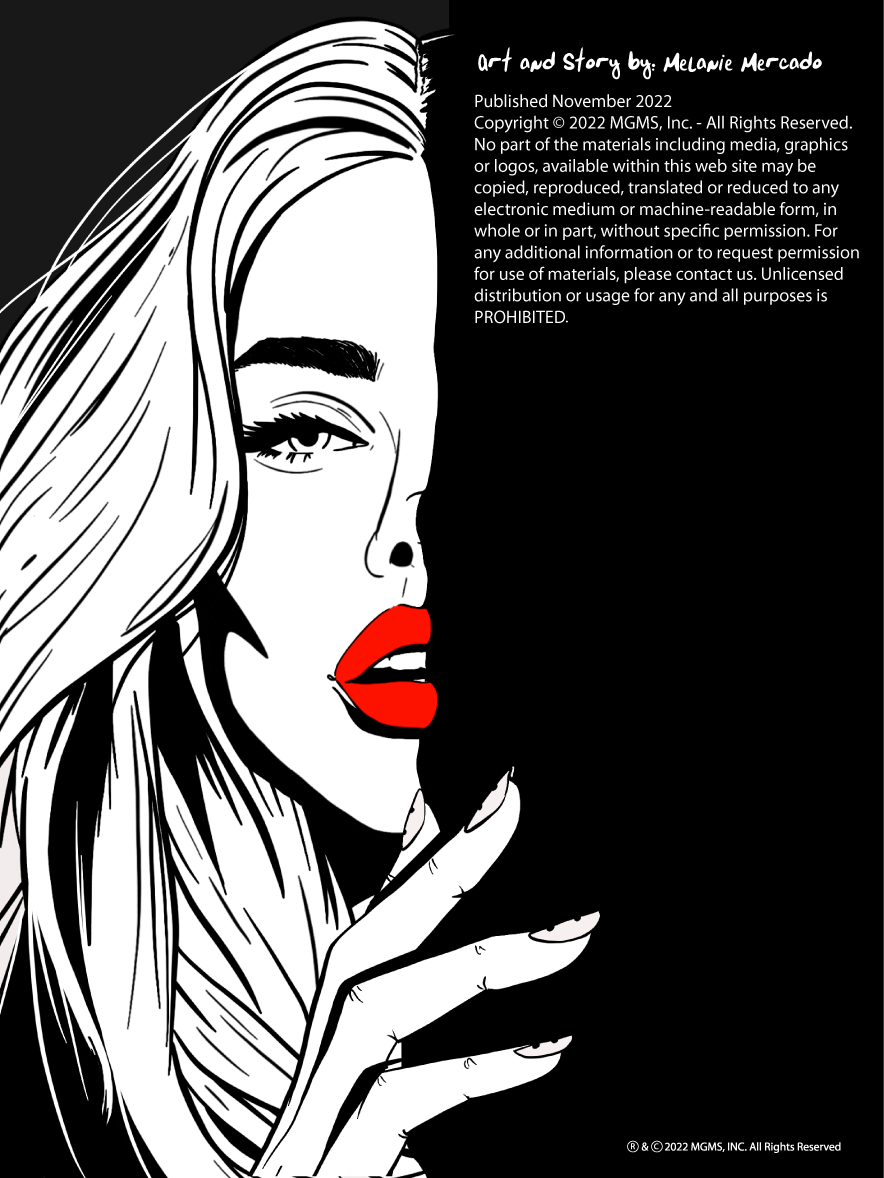 Art and Story by: Melanie Mercado
Published November 2022
Copyright © 2022 MGMS, Inc. - All Rights Reserved.
No part of the materials including media, graphics
or logos, available within this web site may be
copied, reproduced, translated or reduced to any
electronic medium or machine-readable form, in
whole or in part, without specific permission. For
any additional information or to request permission
for use of materials, please contact us. Unlicensed
distribution or usage for any and all purposes is
PROHIBITED.
® & © 2022 MGMS, INC. All Rights Reserved